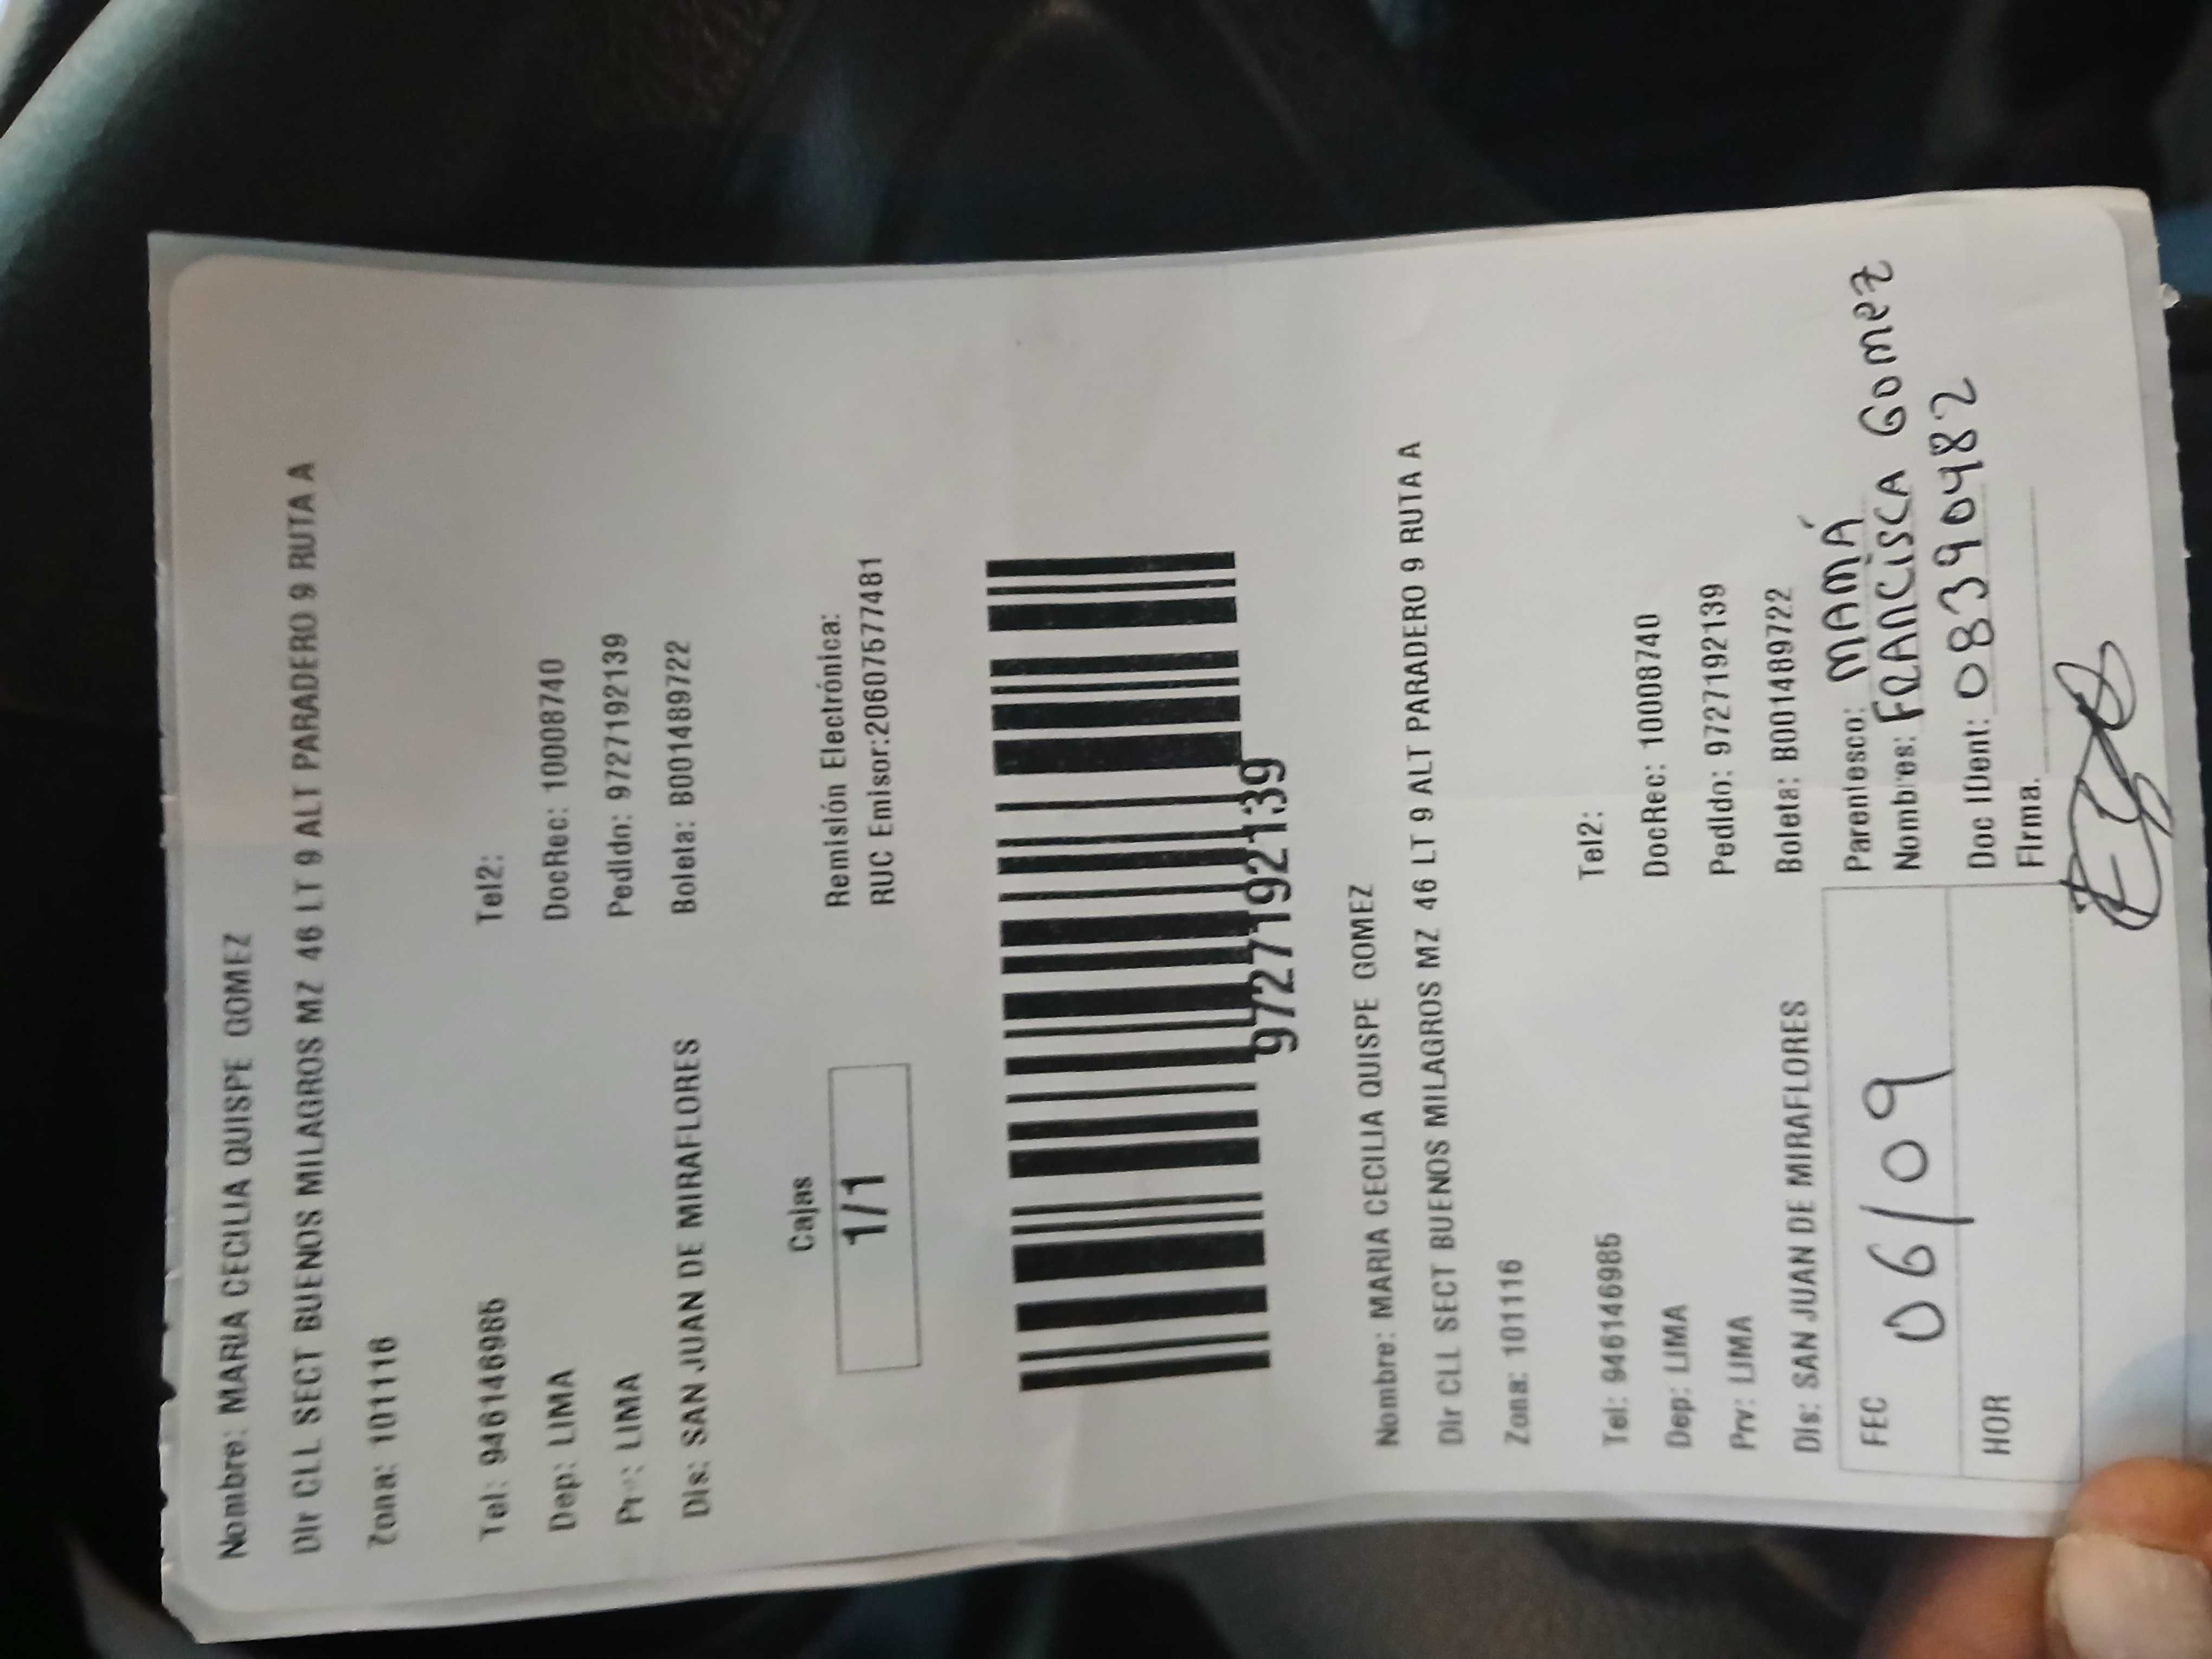 Nombre: MARIA CECILIA QUISPE GOMEZ
Dir CLL SECT BUENOS MILAGROS MZ 46 LT 9 ALT PARADERO 9 RUTA A
Zona: 101116
Tel: 946146985 Tel2:
Dep: LIMA DocRec: 10008740
Prv: LIMA Pedido: 9727192139
Dis: SAN JUAN DE MIRAFLORES Boleta: B001489722
Cajas Remisión Electrónica:
1/1 RUC Emisor:20607577481
9727192139
Nombre: MARIA CECILIA QUISPE GOMEZ
Dir CLL SECT BUENOS MILAGROS MZ 46 LT 9 ALT PARADERO 9 RUTA A
Zona: 101116
Tel: 946146985 Tel2:
Dep: LIMA DocRec: 10008740
Prv: LIMA Pedido: 9727192139
Dis: SAN JUAN DE MIRAFLORES Boleta: B001489722
FEC 06/09 Parentesco: MAMÁ
Nombres: FRANCISCA GOMEZ
HOR Doc IDent: 08390482
Firma.